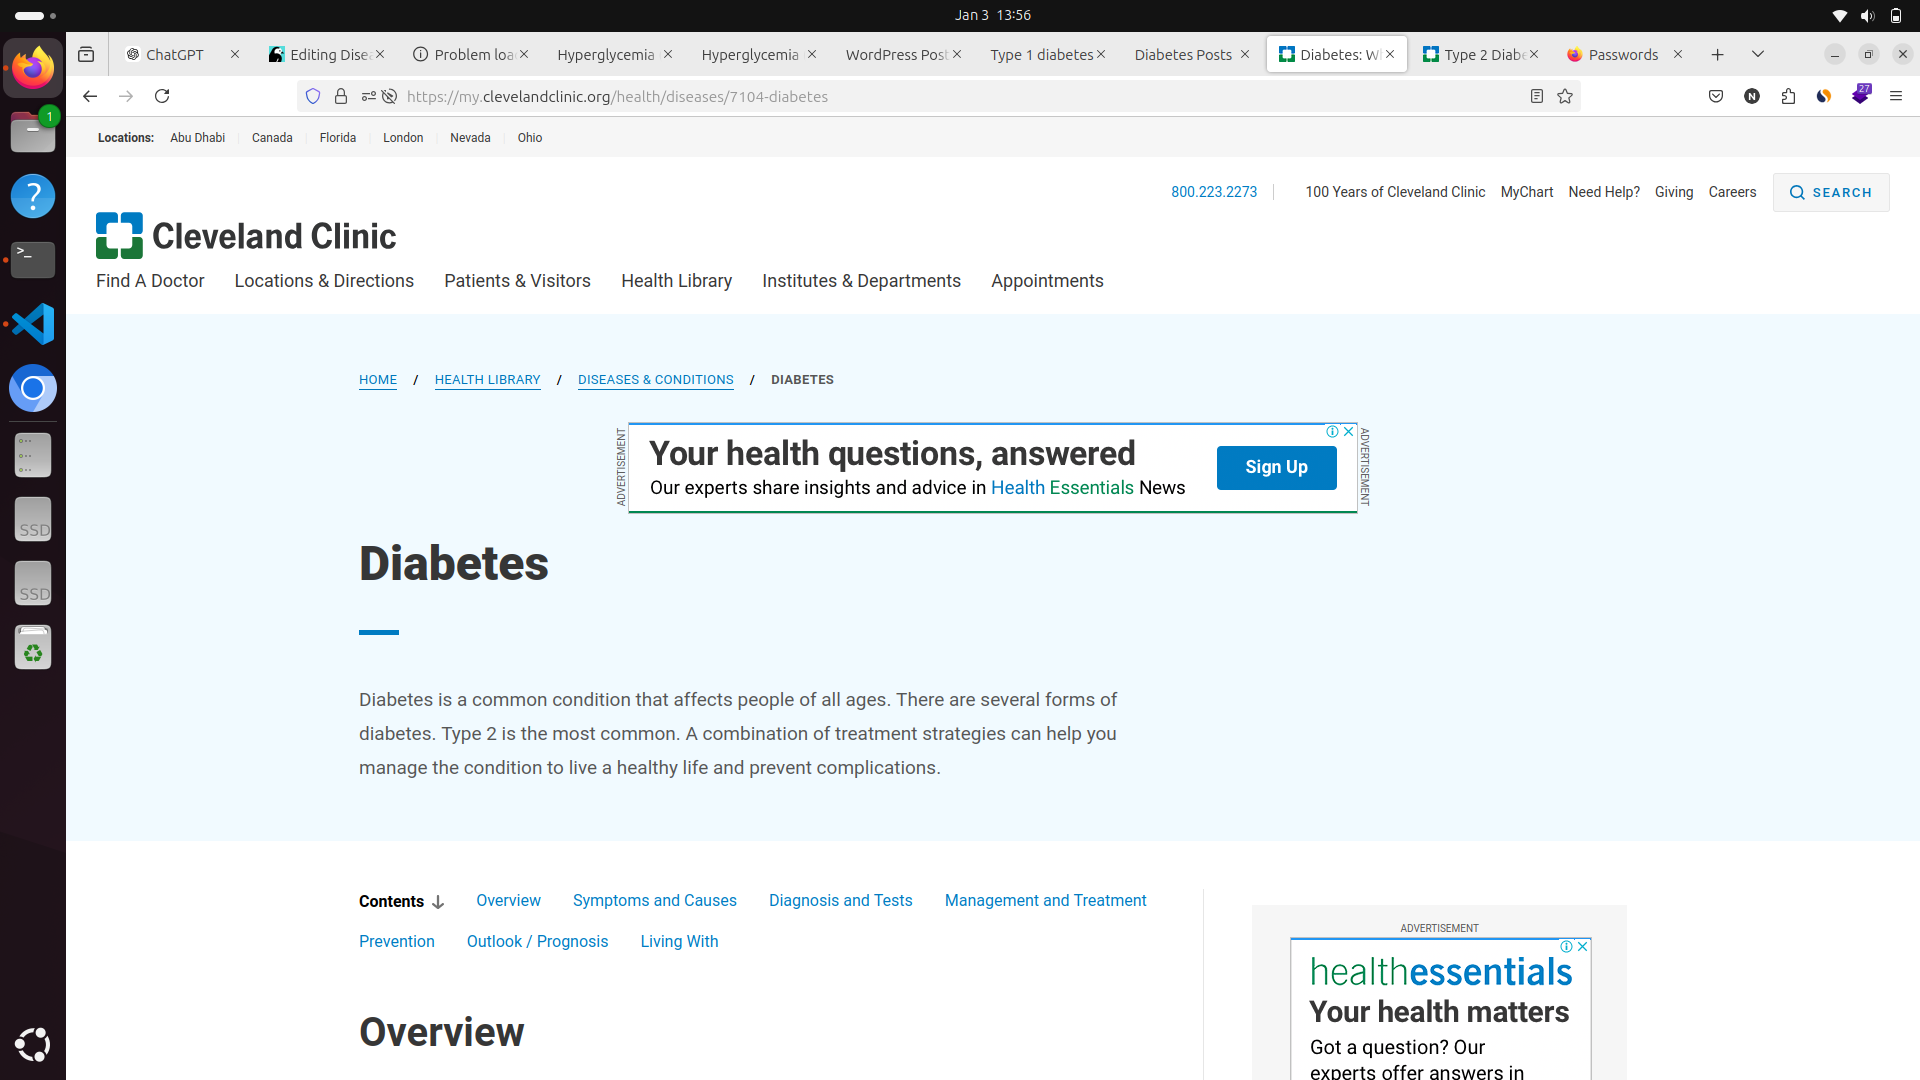 Jan 3 13:56
ChatGPT
Editing Disea
Problem loa
Hyperglycemia
Hyperglycemia
WordPress Post
Type 1 diabetes
Diabetes Posts
Diabetes: Wh
Type 2 Diabe
Passwords
https://my.clevelandclinic.org/health/diseases/7104-diabetes
27
1
Locations: Abu Dhabi Canada Florida London Nevada Ohio
800.223.2273 100 Years of Cleveland Clinic MyChart Need Help? Giving Careers SEARCH
Cleveland Clinic
Find A Doctor Locations & Directions Patients & Visitors Health Library Institutes & Departments Appointments
HOME / HEALTH LIBRARY / DISEASES & CONDITIONS / DIABETES
ADVERTISEMENT
Your health questions, answered
Our experts share insights and advice in Health Essentials News
Sign Up
ADVERTISEMENT
Diabetes
Diabetes is a common condition that affects people of all ages. There are several forms of
diabetes. Type 2 is the most common. A combination of treatment strategies can help you
manage the condition to live a healthy life and prevent complications.
Contents Overview Symptoms and Causes Diagnosis and Tests Management and Treatment
Prevention Outlook / Prognosis Living With
Overview
ADVERTISEMENT
healthessentials
Your health matters
Got a question? Our
experts offer answers in
SSD
SSD